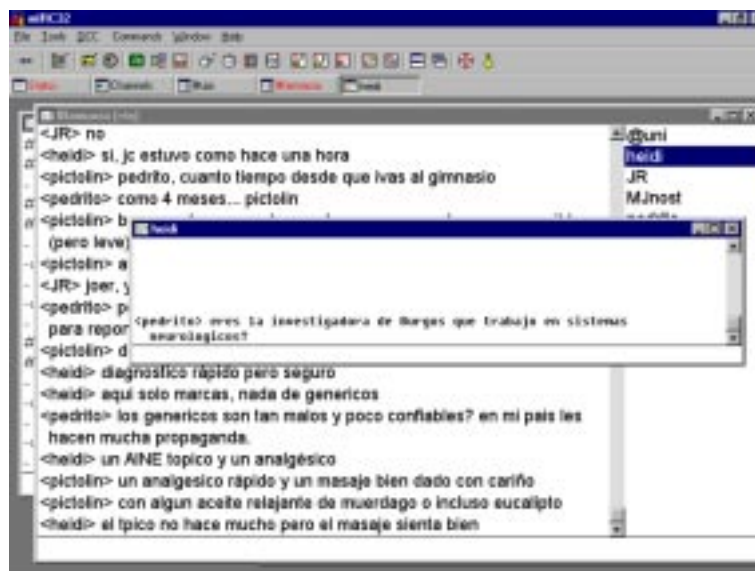 mIRC32
File Tools DCC Commands Window Help
Status Channels heidi
<JR> no
<heidi> si, jc estuvo como hace una hora
<pictolin> pedrito, cuanto tiempo desde que ivas al gimnasio
<pedrito> como 4 meses... pictolin
<pictolin> b
(pero leve)
<pictolin> a
<JR> joer, y
<pedrito> p
para repor
<pictolin> d
<heidi> diagnostico rápido pero seguro
<heidi> aqui solo marcas, nada de genericos
<pedrito> los genericos son tan malos y poco confiables? en mi pais les
hacen mucha propaganda.
<heidi> un AINE topico y un analgésico
<pictolin> un analgesico rápido y un masaje bien dado con cariño
<pictolin> con algun aceite relajante de muerdago o incluso eucalipto
<heidi> el tpico no hace mucho pero el masaje sienta bien
heidi
<pedrito> eres la investigadora de Burgos que trabajo en sistemas
neurologicos?
@uni
heidi
JR
MJnost